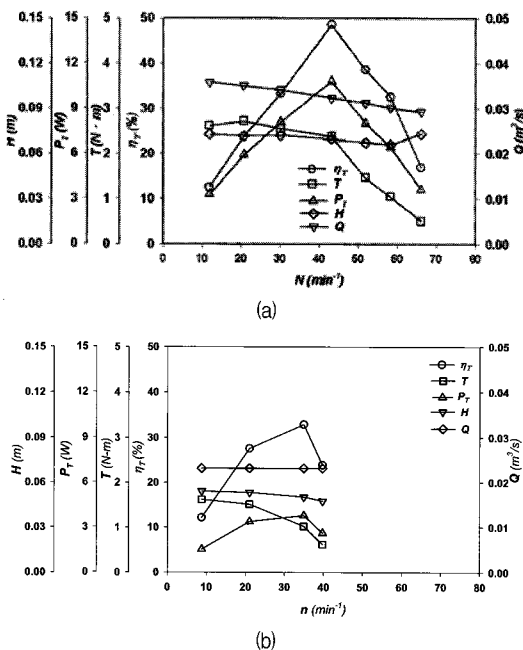 0.15 15 5 50 0.05
0.12 12 4 40 0.04
0.09 9 3 30 0.03
0.06 6 2 20 0.02
0.03 3 1 10 0.01
0.00 0 0 0 0.00
H (m) P_T (W) T (N·m) η_T (%) Q (m³/s)
η_T
T
P_T
H
Q
0 10 20 30 40 50 60 70 80 90
N (min⁻¹)
(a)
0.15 15 5 50 0.05
0.12 12 4 40 0.04
0.09 9 3 30 0.03
0.06 6 2 20 0.02
0.03 3 1 10 0.01
0.00 0 0 0 0.00
H (m) P_T (W) T (N-m) η_T (%) Q (m³/s)
η_T
T
P_T
H
Q
0 10 20 30 40 50 60 70 80
n (min⁻¹)
(b)